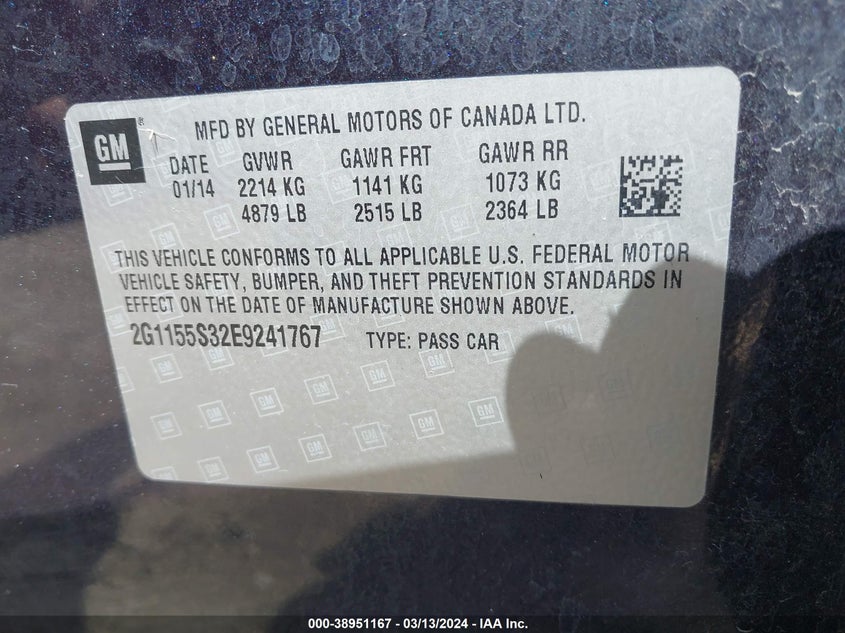 GM
MFD BY GENERAL MOTORS OF CANADA LTD.
DATE GVWR GAWR FRT GAWR RR
01/14 2214 KG 1141 KG 1073 KG
4879 LB 2515 LB 2364 LB
THIS VEHICLE CONFORMS TO ALL APPLICABLE U.S. FEDERAL MOTOR
VEHICLE SAFETY, BUMPER, AND THEFT PREVENTION STANDARDS IN
EFFECT ON THE DATE OF MANUFACTURE SHOWN ABOVE.
2G1155S32E9241767 TYPE: PASS CAR
000-38951167 - 03/13/2024 - IAA Inc.